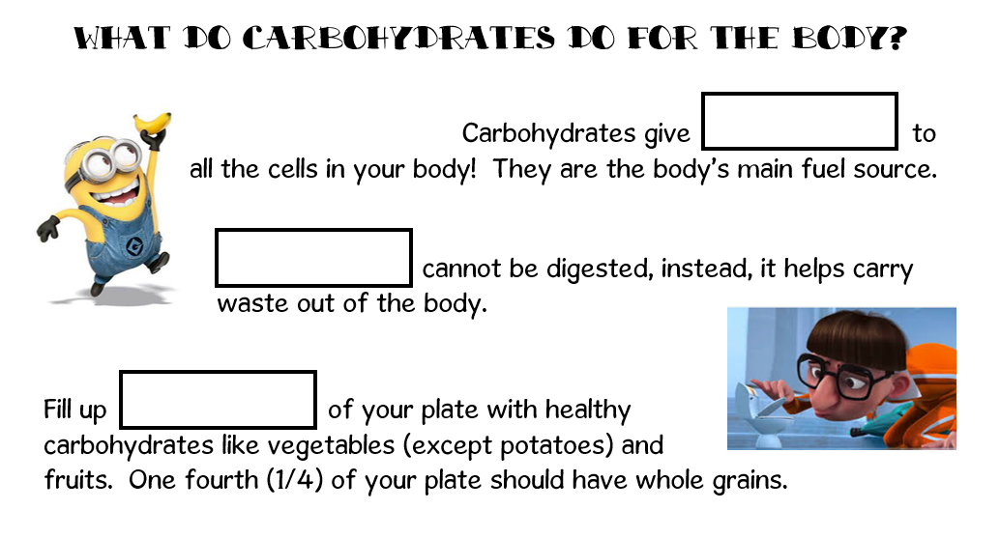 WHAT DO CARBOHYDRATES DO FOR THE BODY?
Carbohydrates give to
all the cells in your body! They are the body's main fuel source.
cannot be digested, instead, it helps carry
waste out of the body.
Fill up of your plate with healthy
carbohydrates like vegetables (except potatoes) and
fruits. One fourth (1/4) of your plate should have whole grains.